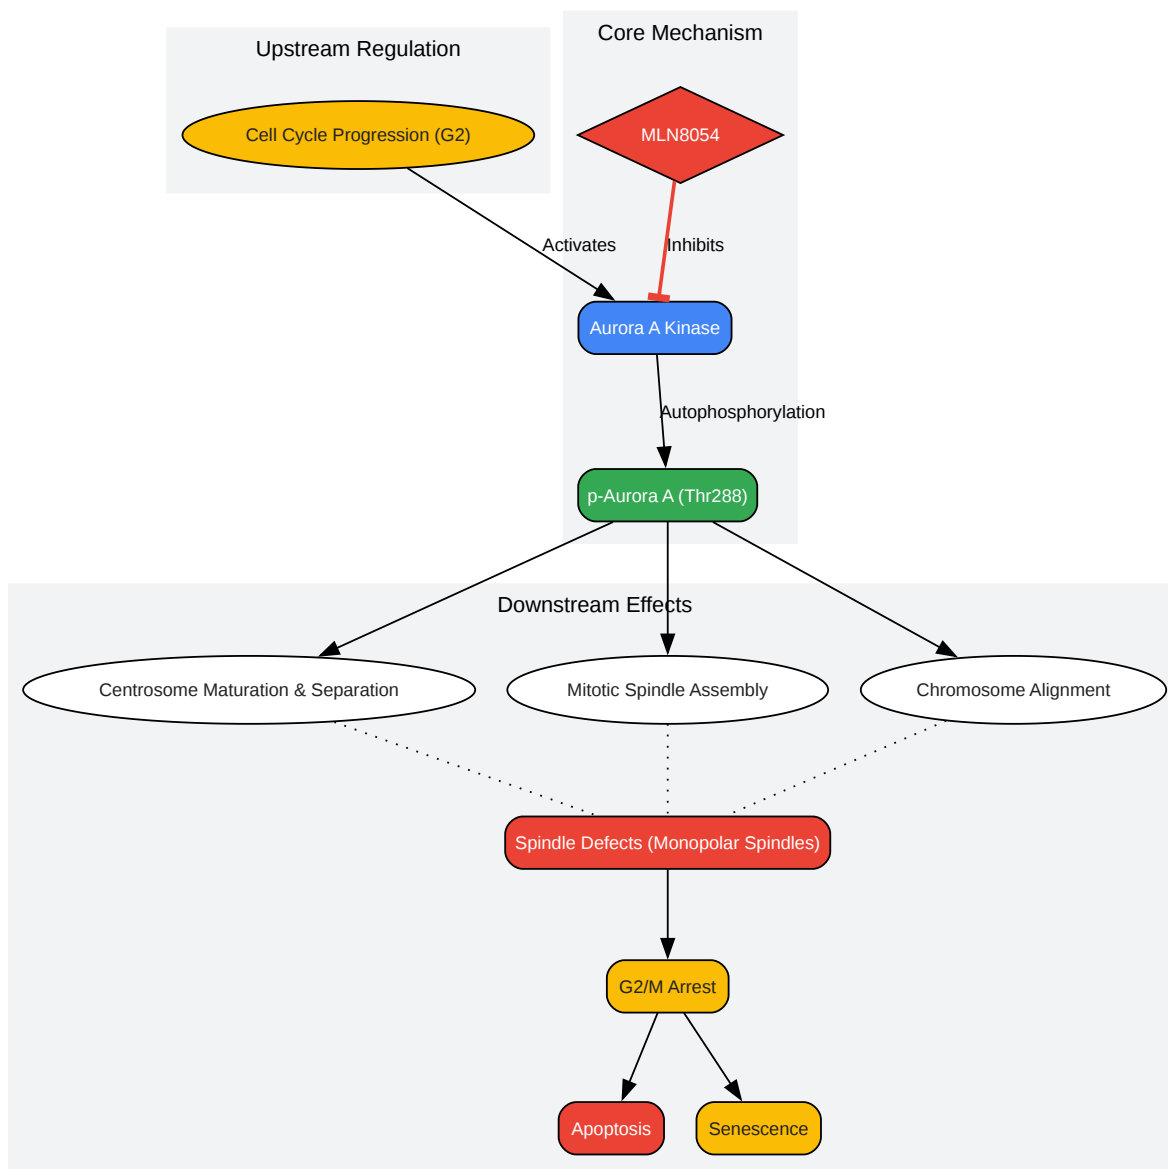 Upstream Regulation
Core Mechanism
Cell Cycle Progression (G2)
MLN8054
Activates
Inhibits
Aurora A Kinase
Autophosphorylation
p-Aurora A (Thr288)
Downstream Effects
Centrosome Maturation & Separation
Mitotic Spindle Assembly
Chromosome Alignment
Spindle Defects (Monopolar Spindles)
G2/M Arrest
Apoptosis
Senescence